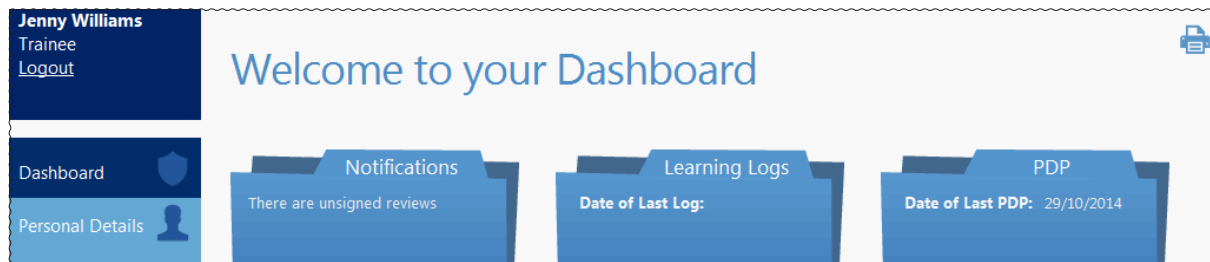 Jenny Williams
Trainee
Logout
Welcome to your Dashboard
Dashboard
Personal Details
Notifications
There are unsigned reviews
Learning Logs
Date of Last Log:
PDP
Date of Last PDP: 29/10/2014